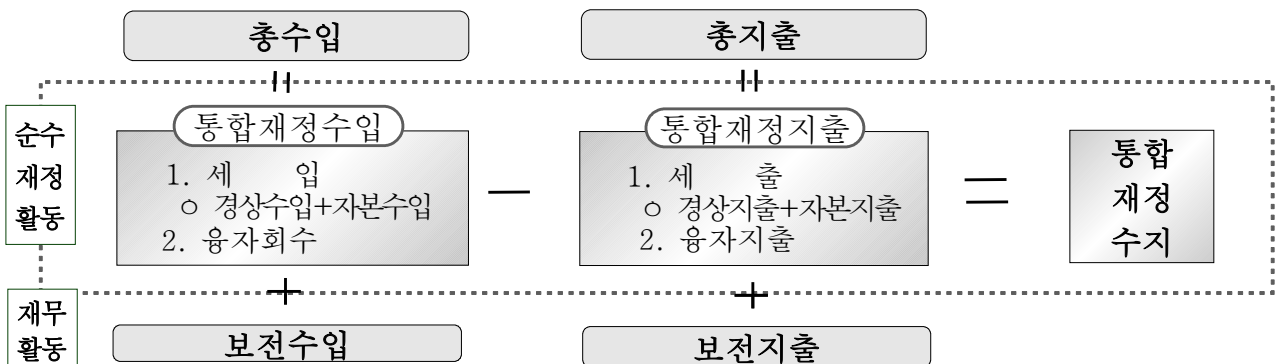 총수입
총지출
순수
재정
활동
통합재정수입
1. 세 입
ㅇ 경상수입+자본수입
2. 융자회수
—
통합재정지출
1. 세 출
ㅇ 경상지출+자본지출
2. 융자지출
=
통합
재정
수지
+
+
재무
활동
보전수입
보전지출